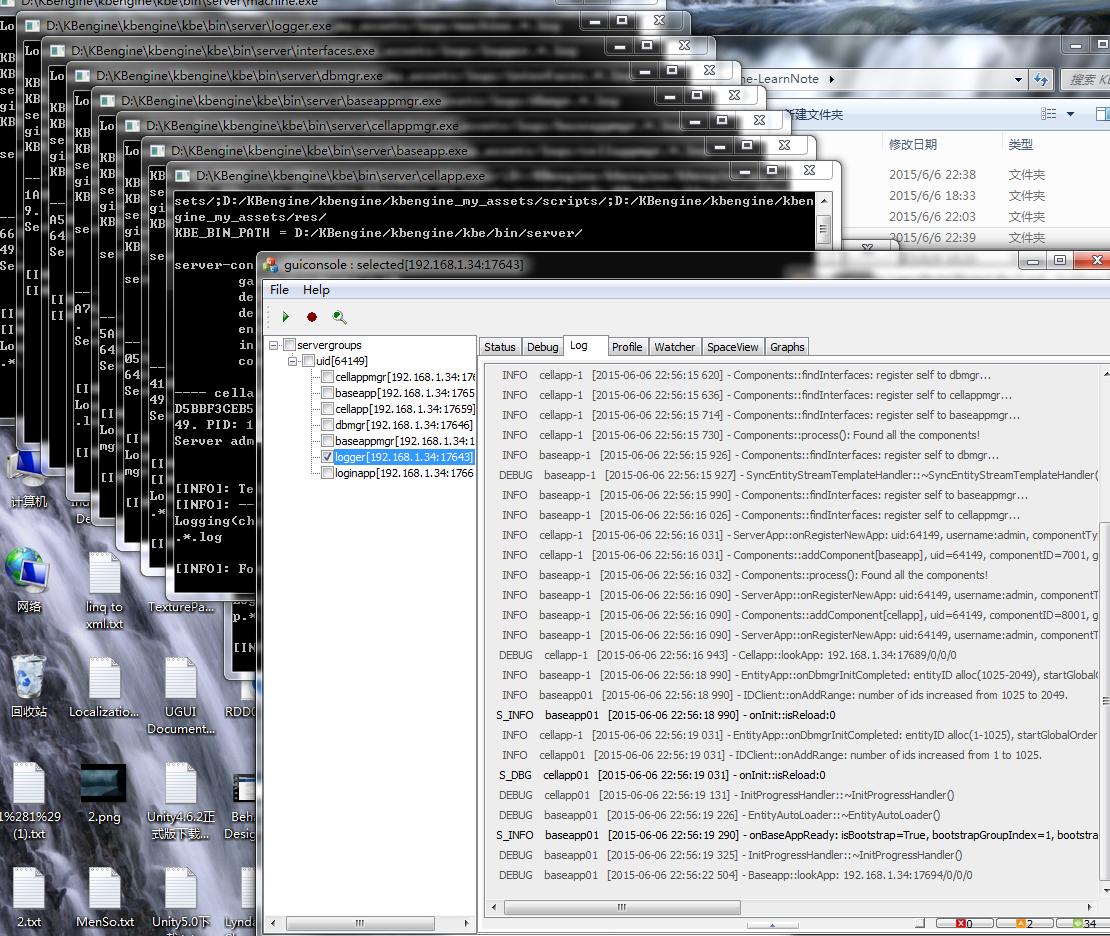 D:\KBengine\kbengine\kbe\bin\server\machine.exe
D:\KBengine\kbengine\kbe\bin\server\logger.exe
D:\KBengine\kbengine\kbe\bin\server\interfaces.exe
D:\KBengine\kbengine\kbe\bin\server\dbmgr.exe
D:\KBengine\kbengine\kbe\bin\server\baseappmgr.exe
D:\KBengine\kbengine\kbe\bin\server\cellappmgr.exe
D:\KBengine\kbengine\kbe\bin\server\baseapp.exe
D:\KBengine\kbengine\kbe\bin\server\cellapp.exe
ne-LearnNote
搜索 KB
新建文件夹
修改日期 类型
2015/6/6 22:38 文件夹
2015/6/6 18:33 文件夹
2015/6/6 22:03 文件夹
2015/6/6 22:39 文件夹
sets/;D:/KBengine/kbengine/kbengine_my_assets/scripts/;D:/KBengine/kbengine/kben
gine_my_assets/res/
KBE_BIN_PATH = D:/KBengine/kbengine/kbe/bin/server/
server-con
ga
de
de
en
in
co
---- cella
D5BBF3CEB5
49. PID: 1
Server adm
[INFO]: Te
[INFO]: --
Logging(ch
.*.log
[INFO]: Fo
guiconsole : selected[192.168.1.34:17643]
File Help
servergroups
uid[64149]
cellappmgr[192.168.1.34:176
baseapp[192.168.1.34:1765
cellapp[192.168.1.34:17659]
dbmgr[192.168.1.34:17646]
baseappmgr[192.168.1.34:1
logger[192.168.1.34:17643]
loginapp[192.168.1.34:1766
Status Debug Log Profile Watcher SpaceView Graphs
INFO cellapp-1 [2015-06-06 22:56:15 620] - Components::findInterfaces: register self to dbmgr...
INFO cellapp-1 [2015-06-06 22:56:15 636] - Components::findInterfaces: register self to cellappmgr...
INFO cellapp-1 [2015-06-06 22:56:15 714] - Components::findInterfaces: register self to baseappmgr...
INFO cellapp-1 [2015-06-06 22:56:15 730] - Components::process(): Found all the components!
INFO baseapp-1 [2015-06-06 22:56:15 926] - Components::findInterfaces: register self to dbmgr...
DEBUG baseapp-1 [2015-06-06 22:56:15 927] - SyncEntityStreamTemplateHandler::~SyncEntityStreamTemplateHandler(
INFO baseapp-1 [2015-06-06 22:56:15 990] - Components::findInterfaces: register self to baseappmgr...
INFO baseapp-1 [2015-06-06 22:56:16 026] - Components::findInterfaces: register self to cellappmgr...
INFO cellapp-1 [2015-06-06 22:56:16 031] - ServerApp::onRegisterNewApp: uid:64149, username:admin, componentTy
INFO cellapp-1 [2015-06-06 22:56:16 031] - Components::addComponent[baseapp], uid=64149, componentID=7001, g
INFO baseapp-1 [2015-06-06 22:56:16 032] - Components::process(): Found all the components!
INFO baseapp-1 [2015-06-06 22:56:16 090] - ServerApp::onRegisterNewApp: uid:64149, username:admin, componentT
INFO baseapp-1 [2015-06-06 22:56:16 090] - Components::addComponent[cellapp], uid=64149, componentID=8001, g
INFO baseapp-1 [2015-06-06 22:56:16 090] - ServerApp::onRegisterNewApp: uid:64149, username:admin, componentT
DEBUG cellapp-1 [2015-06-06 22:56:16 943] - Cellapp::lookApp: 192.168.1.34:17689/0/0/0
INFO baseapp-1 [2015-06-06 22:56:18 990] - EntityApp::onDbmgrInitCompleted: entityID alloc(1025-2049), startGlobalO
INFO baseapp01 [2015-06-06 22:56:18 990] - IDClient::onAddRange: number of ids increased from 1025 to 2049.
S_INFO baseapp01 [2015-06-06 22:56:18 990] - onInit::isReload:0
INFO cellapp-1 [2015-06-06 22:56:19 031] - EntityApp::onDbmgrInitCompleted: entityID alloc(1-1025), startGlobalOrder
INFO cellapp01 [2015-06-06 22:56:19 031] - IDClient::onAddRange: number of ids increased from 1 to 1025.
S_DBG cellapp01 [2015-06-06 22:56:19 031] - onInit::isReload:0
DEBUG cellapp01 [2015-06-06 22:56:19 131] - InitProgressHandler::~InitProgressHandler()
DEBUG baseapp01 [2015-06-06 22:56:19 226] - EntityAutoLoader::~EntityAutoLoader()
S_INFO baseapp01 [2015-06-06 22:56:19 290] - onBaseAppReady: isBootstrap=True, bootstrapGroupIndex=1, bootstra
DEBUG baseapp01 [2015-06-06 22:56:19 325] - InitProgressHandler::~InitProgressHandler()
DEBUG baseapp01 [2015-06-06 22:56:22 504] - Baseapp::lookApp: 192.168.1.34:17694/0/0/0
0 2 34
计算机
网络
linq to
xml.txt
TexturePa...
回收站
Localizatio...
UGUI
Document...
1%281%29
(1).txt
2.png
Unity4.6.2正
式版下载...
Beh
Design
2.txt
MenSo.txt
Unity5.0下
Lynda